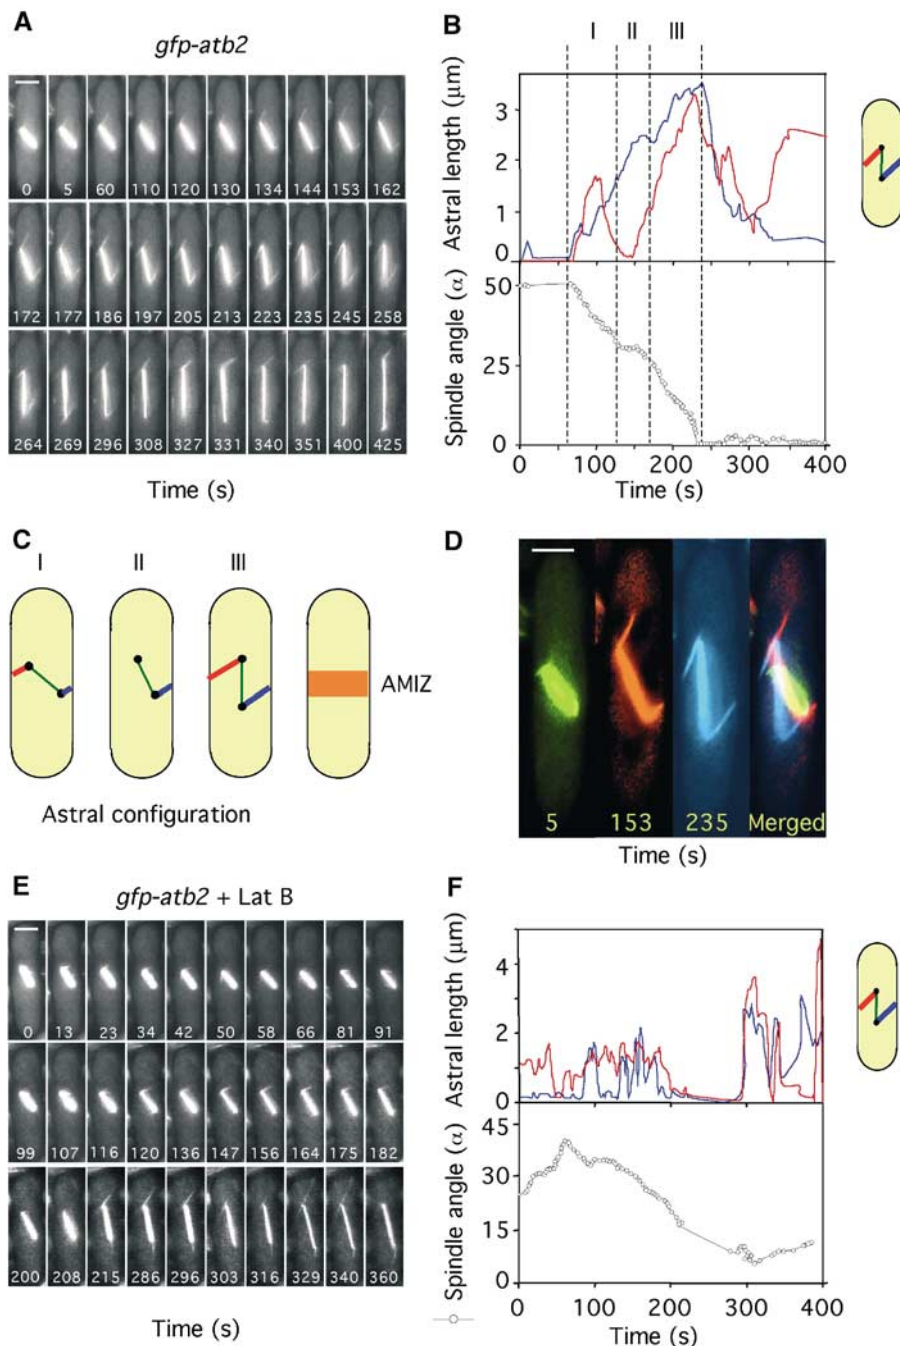 A
gfp-atb2
0 5 60 110 120 130 134 144 153 162
172 177 186 197 205 213 223 235 245 258
264 269 296 308 327 331 340 351 400 425
Time (s)
B
I II III
Astral length (μm)
3
2
1
0
Spindle angle (α)
50
25
0
0 100 200 300 400
Time (s)
C
I II III
AMIZ
Astral configuration
D
5 153 235 Merged
Time (s)
E
gfp-atb2 + Lat B
0 13 23 34 42 50 58 66 81 91
99 107 116 120 136 147 156 164 175 182
200 208 215 286 296 303 316 329 340 360
Time (s)
F
Astral length (μm)
4
2
0
Spindle angle (α)
45
30
15
0
0 100 200 300 400
Time (s)